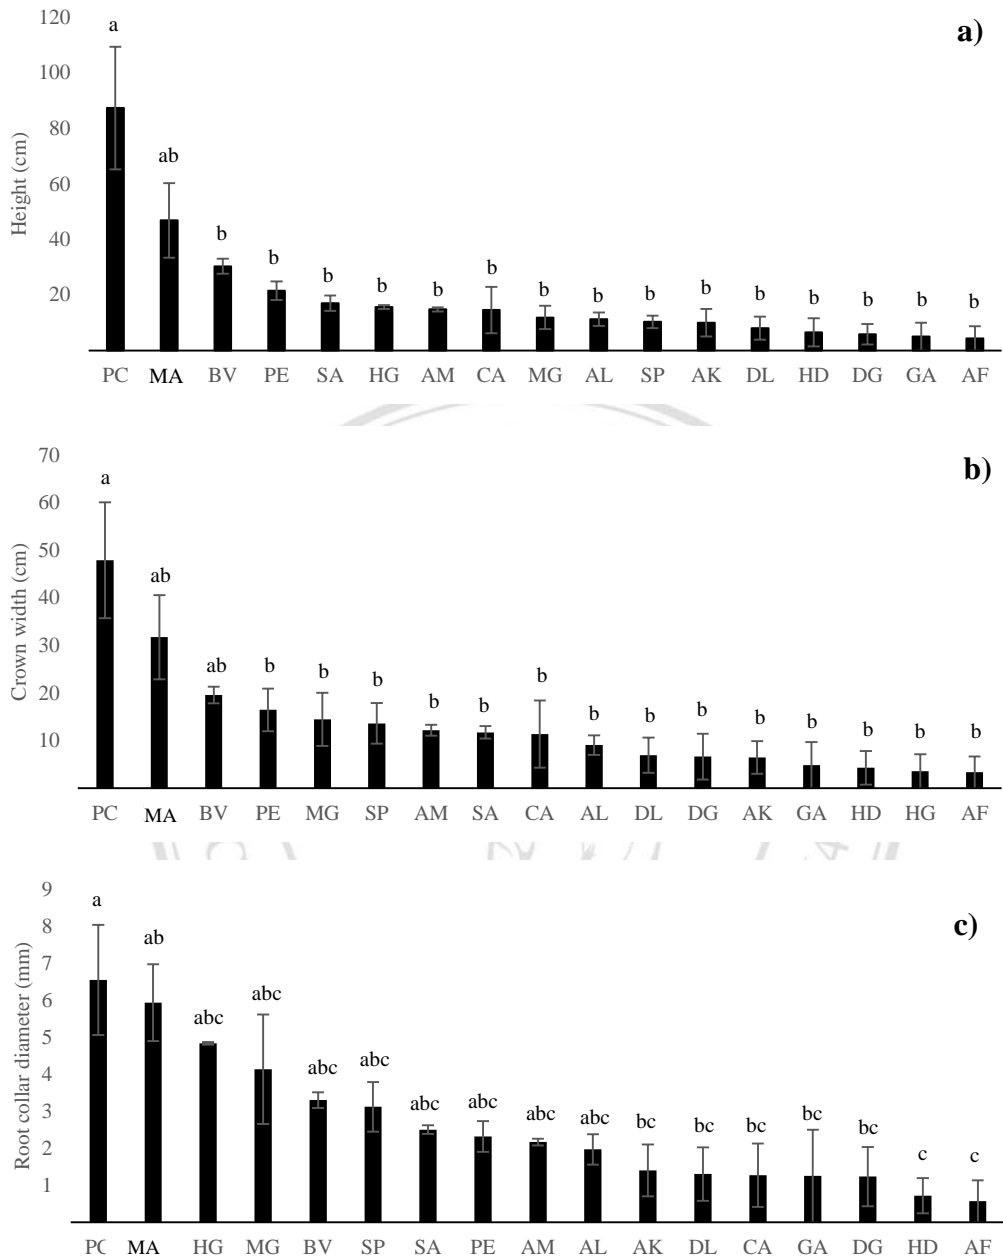 120
a
a)
100
80
ab
60
Height (cm)
40
b b b b b b b b b b b b b b b
20
PC MA BV PE SA HG AM CA MG AL SP AK DL HD DG GA AF
70
a
b)
60
50
ab
40
Crown width (cm)
30
ab b b b b b b b b b b b b b b
20
10
PC MA BV PE MG SP AM SA CA AL DL DG AK GA HD HG AF
9
a
c)
8
ab
7
Root collar diameter (mm)
6
abc abc
5
4
abc abc abc abc abc abc bc bc bc bc bc c c
3
2
1
PC MA HG MG BV SP SA PE AM AL AK DL CA GA DG HD AF